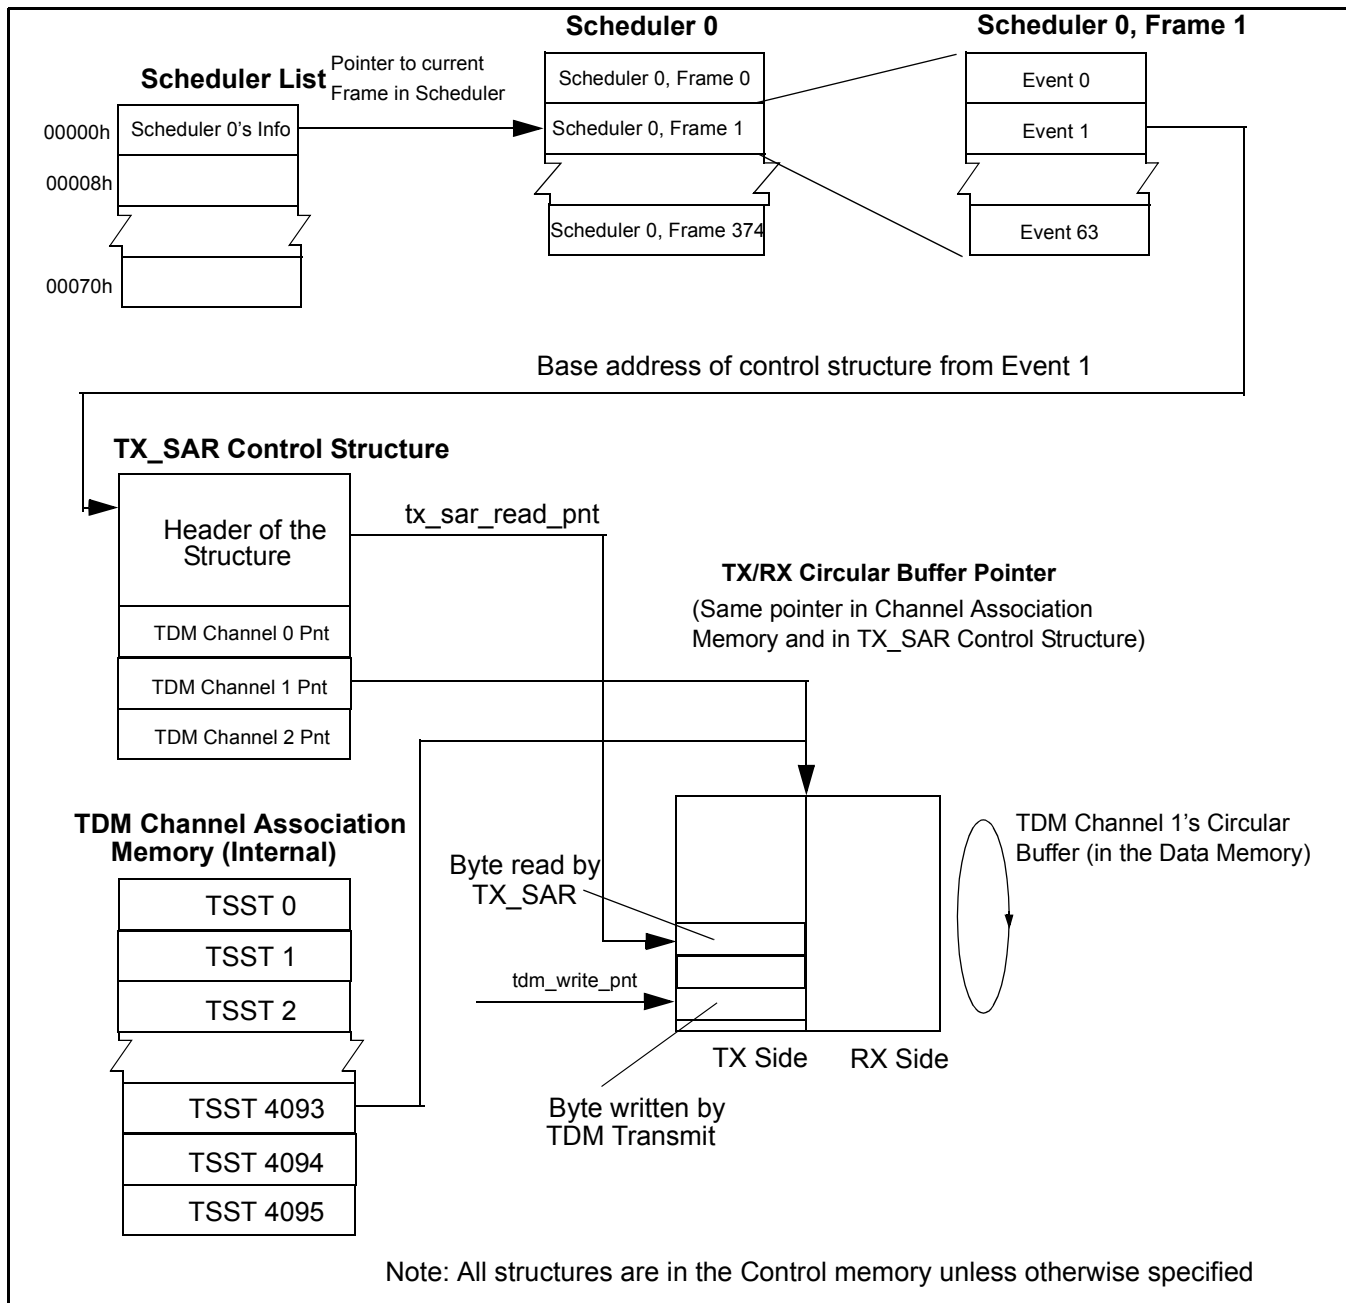 Scheduler 0
Scheduler 0, Frame 1
Scheduler List
Pointer to current
Frame in Scheduler
Scheduler 0, Frame 0
Event 0
00000h
Scheduler 0's Info
Scheduler 0, Frame 1
Event 1
00008h
Scheduler 0, Frame 374
Event 63
00070h
Base address of control structure from Event 1
TX_SAR Control Structure
Header of the
Structure
tx_sar_read_pnt
TX/RX Circular Buffer Pointer
(Same pointer in Channel Association
Memory and in TX_SAR Control Structure)
TDM Channel 0 Pnt
TDM Channel 1 Pnt
TDM Channel 2 Pnt
TDM Channel Association
Memory (Internal)
TDM Channel 1's Circular
Buffer (in the Data Memory)
Byte read by
TX_SAR
TSST 0
TSST 1
TSST 2
tdm_write_pnt
TX Side
RX Side
TSST 4093
Byte written by
TDM Transmit
TSST 4094
TSST 4095
Note: All structures are in the Control memory unless otherwise specified